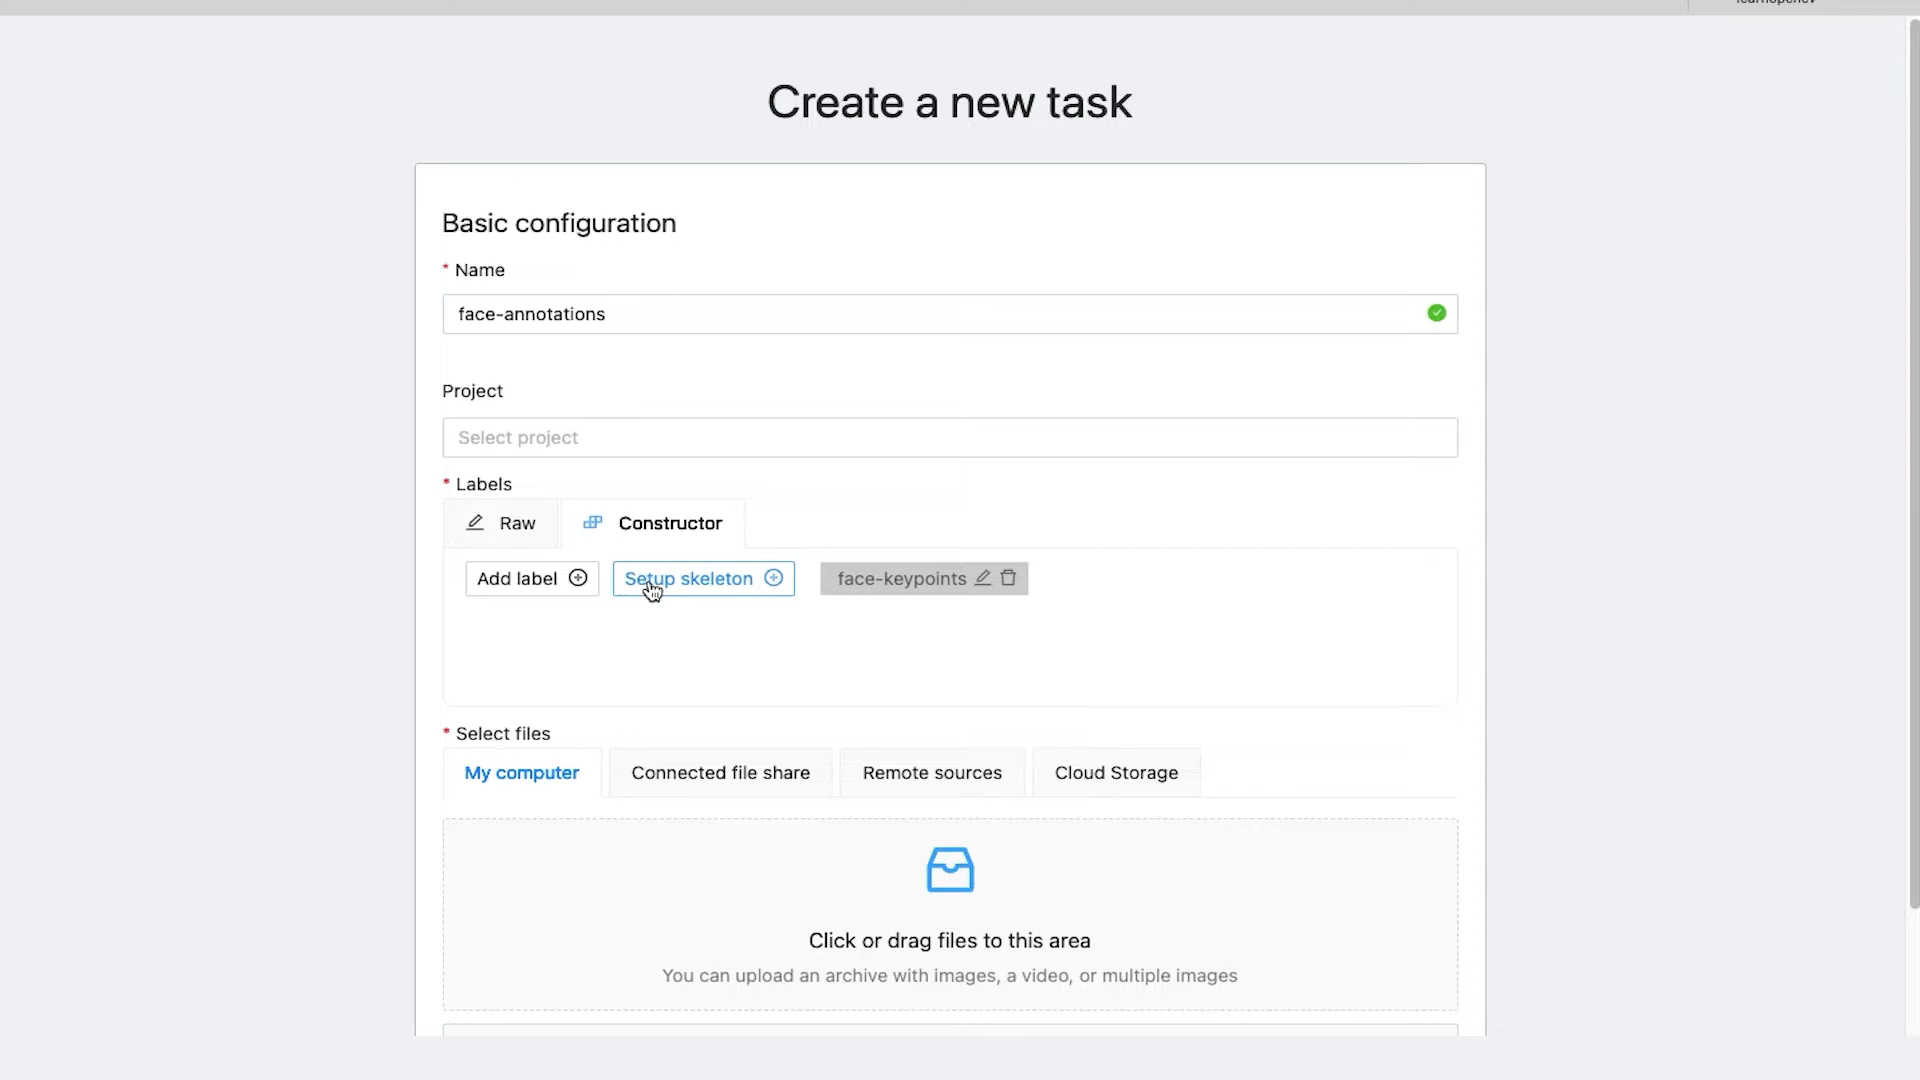 Create a new task
Basic configuration
* Name
face-annotations
Project
Select project
* Labels
Raw Constructor
Add label Setup skeleton face-keypoints
* Select files
My computer Connected file share Remote sources Cloud Storage
Click or drag files to this area
You can upload an archive with images, a video, or multiple images